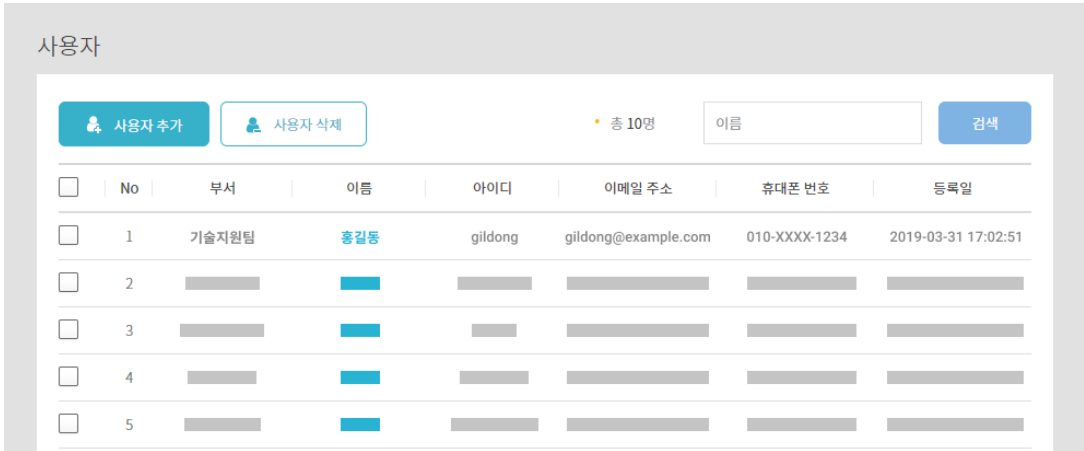 사용자
사용자 추가 사용자 삭제 총 10명 이름 검색
No 부서 이름 아이디 이메일 주소 휴대폰 번호 등록일
1 기술지원팀 홍길동 gildong gildong@example.com 010-XXXX-1234 2019-03-31 17:02:51
2
3
4
5